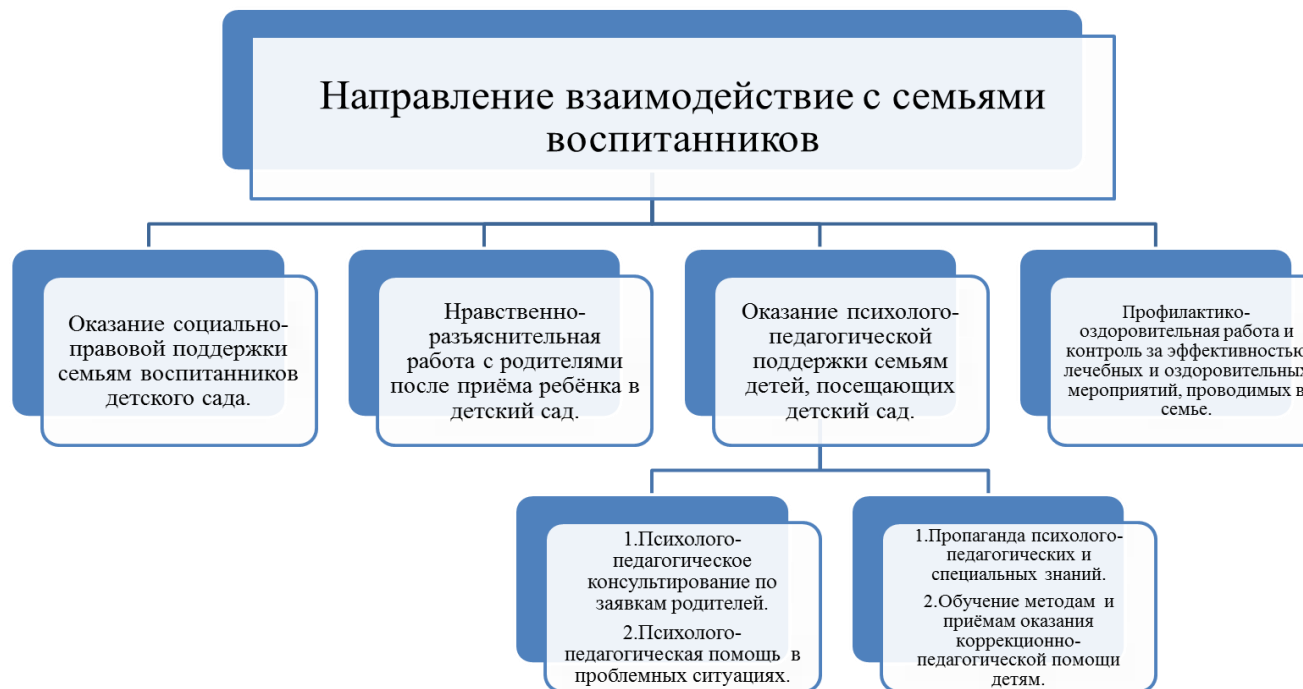 Направление взаимодействие с семьями
воспитанников
Оказание социально-
правовой поддержки
семьям воспитанников
детского сада.
Нравственно-
разъяснительная
работа с родителями
после приёма ребёнка в
детский сад.
Оказание психолого-
педагогической
поддержки семьям
детей, посещающих
детский сад.
Профилактико-
оздоровительная работа и
контроль за эффективностью
лечебных и оздоровительных
мероприятий, проводимых в
семье.
1.Психолого-
педагогическое
консультирование по
заявкам родителей.
2.Психолого-
педагогическая помощь в
проблемных ситуациях.
1.Пропаганда психолого-
педагогических и
специальных знаний.
2.Обучение методам и
приёмам оказания
коррекционно-
педагогической помощи
детям.